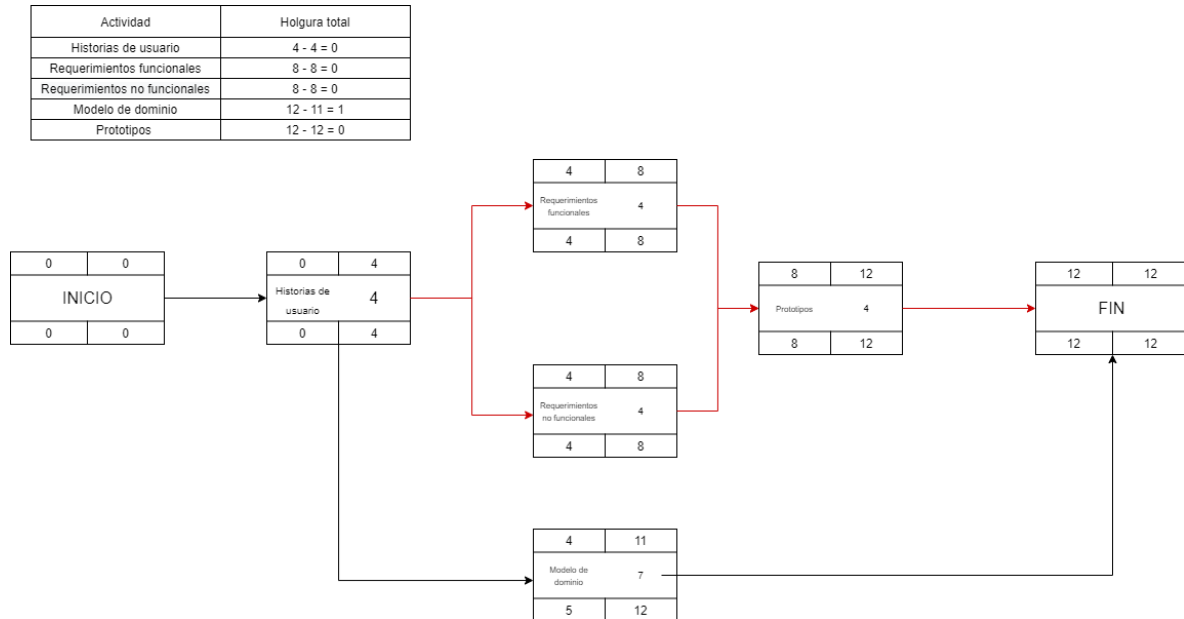 Actividad Holgura total
Historias de usuario 4 - 4 = 0
Requerimientos funcionales 8 - 8 = 0
Requerimientos no funcionales 8 - 8 = 0
Modelo de dominio 12 - 11 = 1
Prototipos 12 - 12 = 0
0 0
INICIO
0 0
0 4
Historias de
usuario
4
0 4
4 8
Requerimientos
funcionales
4
4 8
4 8
Requerimientos
no funcionales
4
4 8
8 12
Prototipos 4
8 12
12 12
FIN
12 12
4 11
Modelo de
dominio
7
5 12